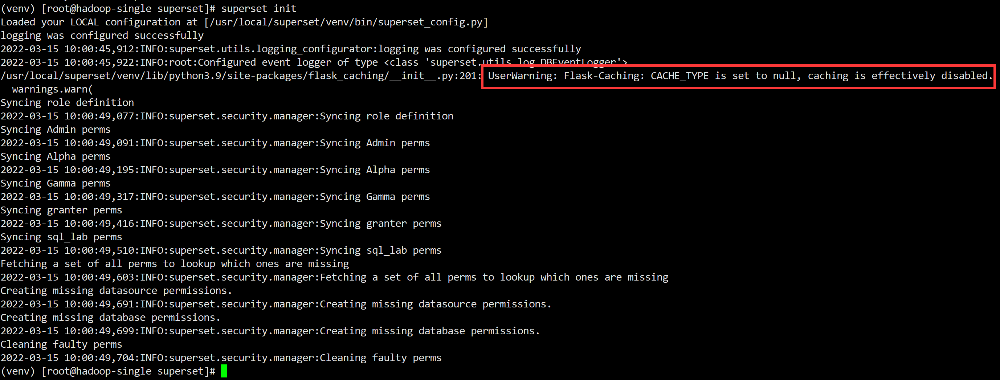 (venv) [root@hadoop-single superset]# superset init
Loaded your LOCAL configuration at [/usr/local/superset/venv/bin/superset_config.py]
logging was configured successfully
2022-03-15 10:00:45,912:INFO:superset.utils.logging_configurator:logging was configured successfully
2022-03-15 10:00:45,922:INFO:root:Configured event logger of type <class 'superset.utils.log.DBEventLogger'>
/usr/local/superset/venv/lib/python3.9/site-packages/flask_caching/__init__.py:201: UserWarning: Flask-Caching: CACHE_TYPE is set to null, caching is effectively disabled.
  warnings.warn(
Syncing role definition
2022-03-15 10:00:49,077:INFO:superset.security.manager:Syncing role definition
Syncing Admin perms
2022-03-15 10:00:49,091:INFO:superset.security.manager:Syncing Admin perms
Syncing Alpha perms
2022-03-15 10:00:49,195:INFO:superset.security.manager:Syncing Alpha perms
Syncing Gamma perms
2022-03-15 10:00:49,317:INFO:superset.security.manager:Syncing Gamma perms
Syncing granter perms
2022-03-15 10:00:49,416:INFO:superset.security.manager:Syncing granter perms
Syncing sql_lab perms
2022-03-15 10:00:49,510:INFO:superset.security.manager:Syncing sql_lab perms
Fetching a set of all perms to lookup which ones are missing
2022-03-15 10:00:49,603:INFO:superset.security.manager:Fetching a set of all perms to lookup which ones are missing
Creating missing datasource permissions.
2022-03-15 10:00:49,691:INFO:superset.security.manager:Creating missing datasource permissions.
Creating missing database permissions.
2022-03-15 10:00:49,699:INFO:superset.security.manager:Creating missing database permissions.
Cleaning faulty perms
2022-03-15 10:00:49,704:INFO:superset.security.manager:Cleaning faulty perms
(venv) [root@hadoop-single superset]#